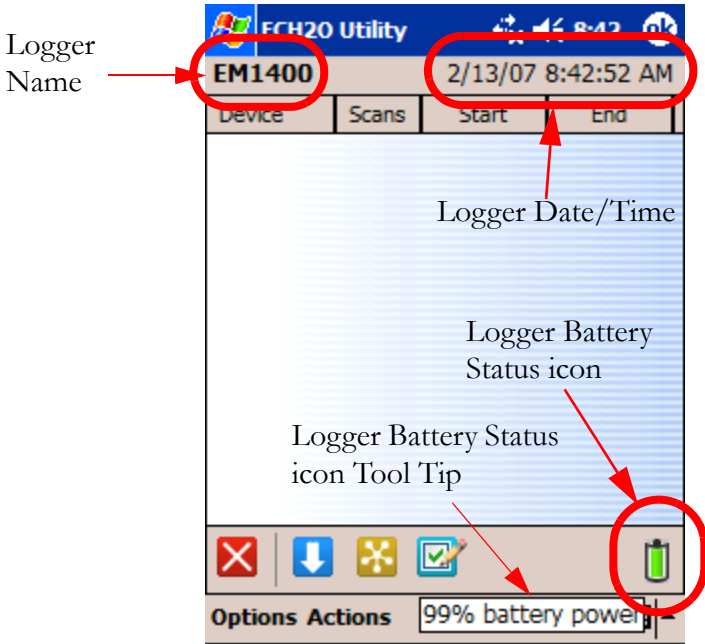 ECH2O Utility 8:42 ok
Logger
Name
EM1400 2/13/07 8:42:52 AM
Device Scans Start End
Logger Date/Time
Logger Battery
Status icon
Logger Battery Status
icon Tool Tip
Options Actions 99% battery power